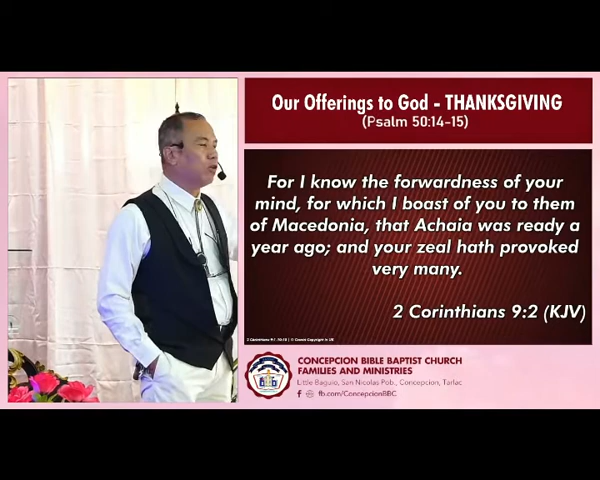 Our Offerings to God - THANKSGIVING
(Psalm 50:14-15)
For I know the forwardness of your
mind, for which I boast of you to them
of Macedonia, that Achaia was ready a
year ago; and your zeal hath provoked
very many.
2 Corinthians 9:2 (KJV)
CONCEPCION BIBLE BAPTIST CHURCH
FAMILIES AND MINISTRIES
Little Baguio, San Nicolas Pob., Concepcion, Tarlac
fb.com/ConcepcionBBC